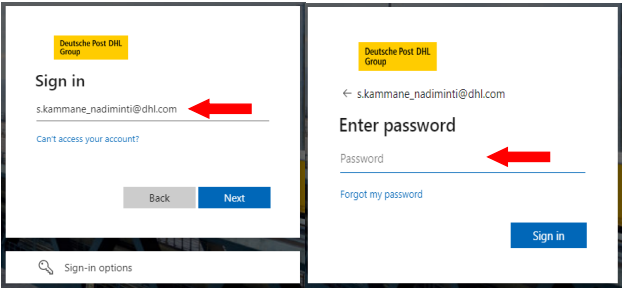 Deutsche Post DHL
Group
Sign in
s.kammane_nadiminti@dhl.com
Can't access your account?
Back
Next
Sign-in options
Deutsche Post DHL
Group
s.kammane_nadiminti@dhl.com
Enter password
Password
Forgot my password
Sign in